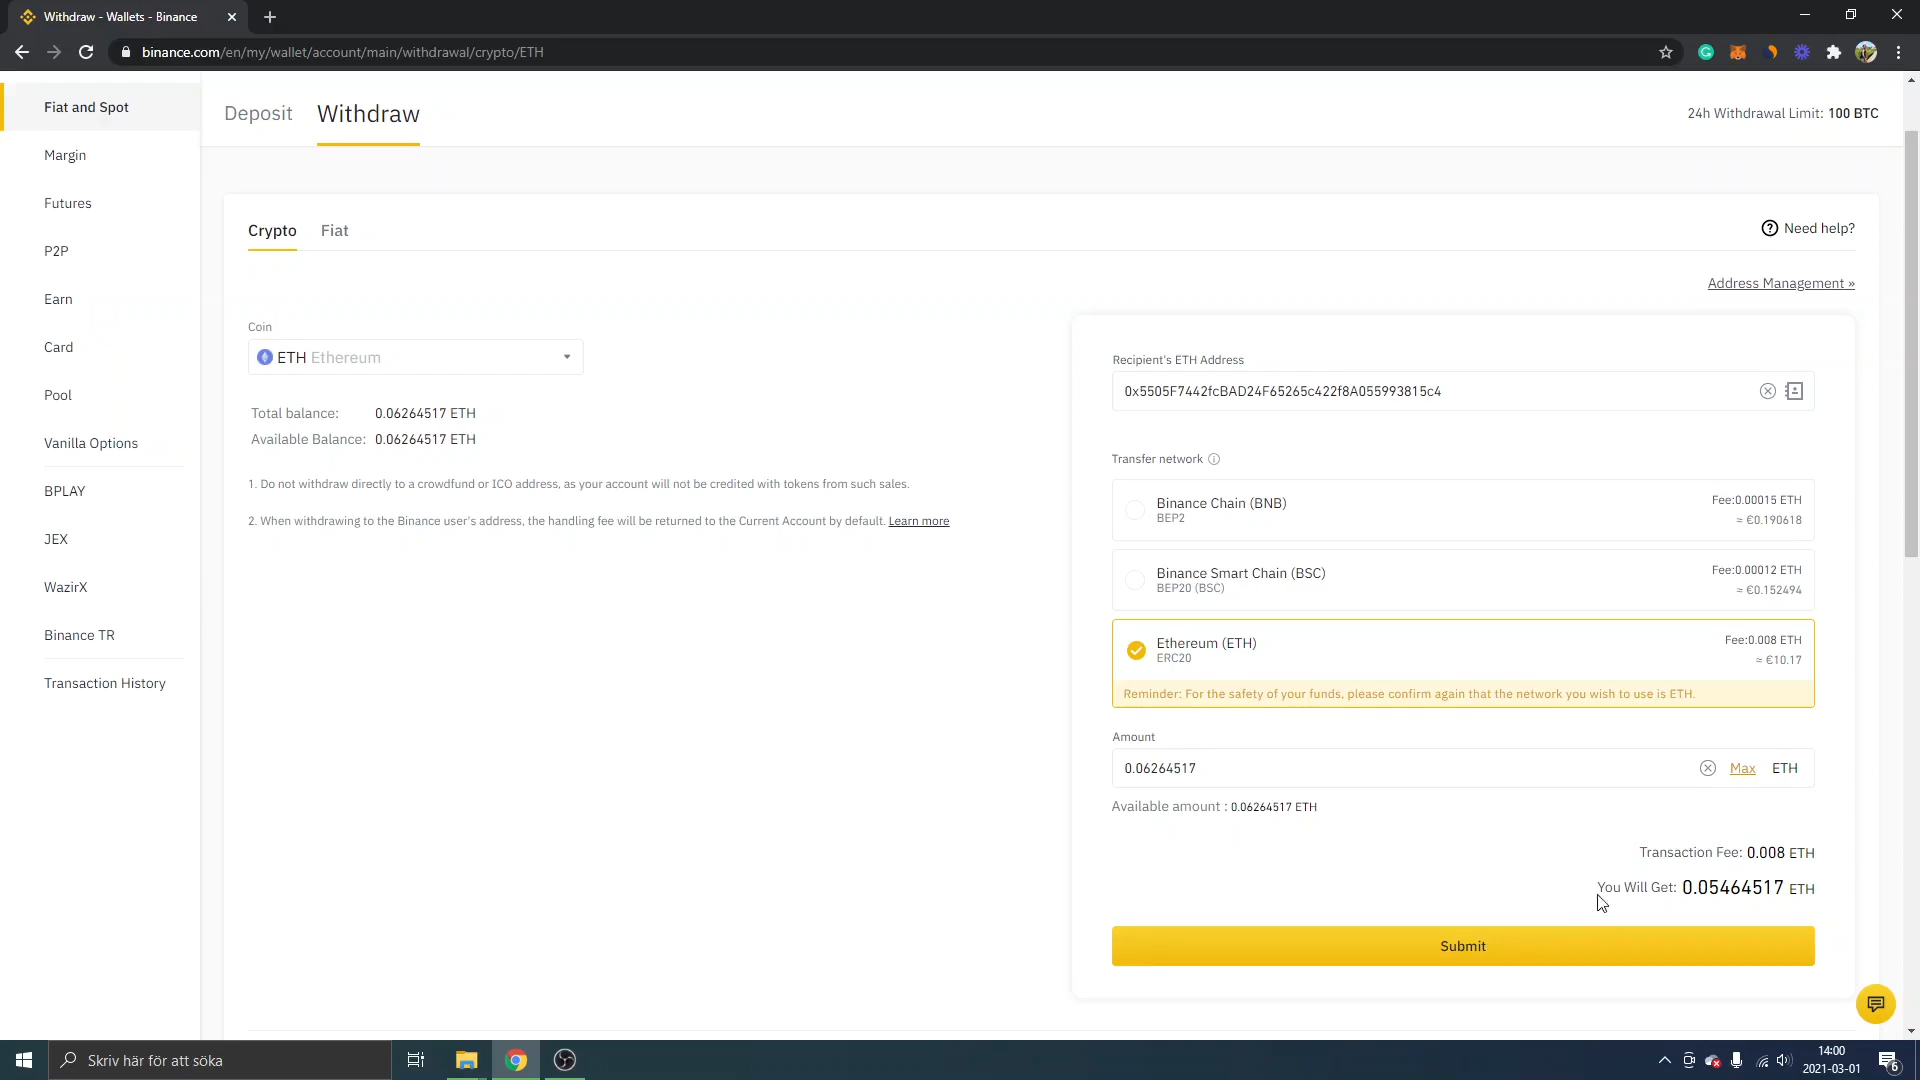 Withdraw - Wallets - Binance
binance.com/en/my/wallet/account/main/withdrawal/crypto/ETH
Fiat and Spot
Margin
Futures
P2P
Earn
Card
Pool
Vanilla Options
BPLAY
JEX
WazirX
Binance TR
Transaction History
Deposit
Withdraw
24h Withdrawal Limit: 100 BTC
Crypto
Fiat
Need help?
Address Management »
Coin
ETH Ethereum
Total balance: 0.06264517 ETH
Available Balance: 0.06264517 ETH
1. Do not withdraw directly to a crowdfund or ICO address, as your account will not be credited with tokens from such sales.
2. When withdrawing to the Binance user's address, the handling fee will be returned to the Current Account by default. Learn more
Recipient's ETH Address
0x5505F7442fcBAD24F65265c422f8A055993815c4
Transfer network
Binance Chain (BNB)
BEP2
Fee:0.00015 ETH
≈ €0.190618
Binance Smart Chain (BSC)
BEP20 (BSC)
Fee:0.00012 ETH
≈ €0.152494
Ethereum (ETH)
ERC20
Fee:0.008 ETH
≈ €10.17
Reminder: For the safety of your funds, please confirm again that the network you wish to use is ETH.
Amount
0.06264517
Max
ETH
Available amount : 0.06264517 ETH
Transaction Fee: 0.008 ETH
You Will Get: 0.05464517 ETH
Submit
Skriv här för att söka
14:00
2021-03-01
6